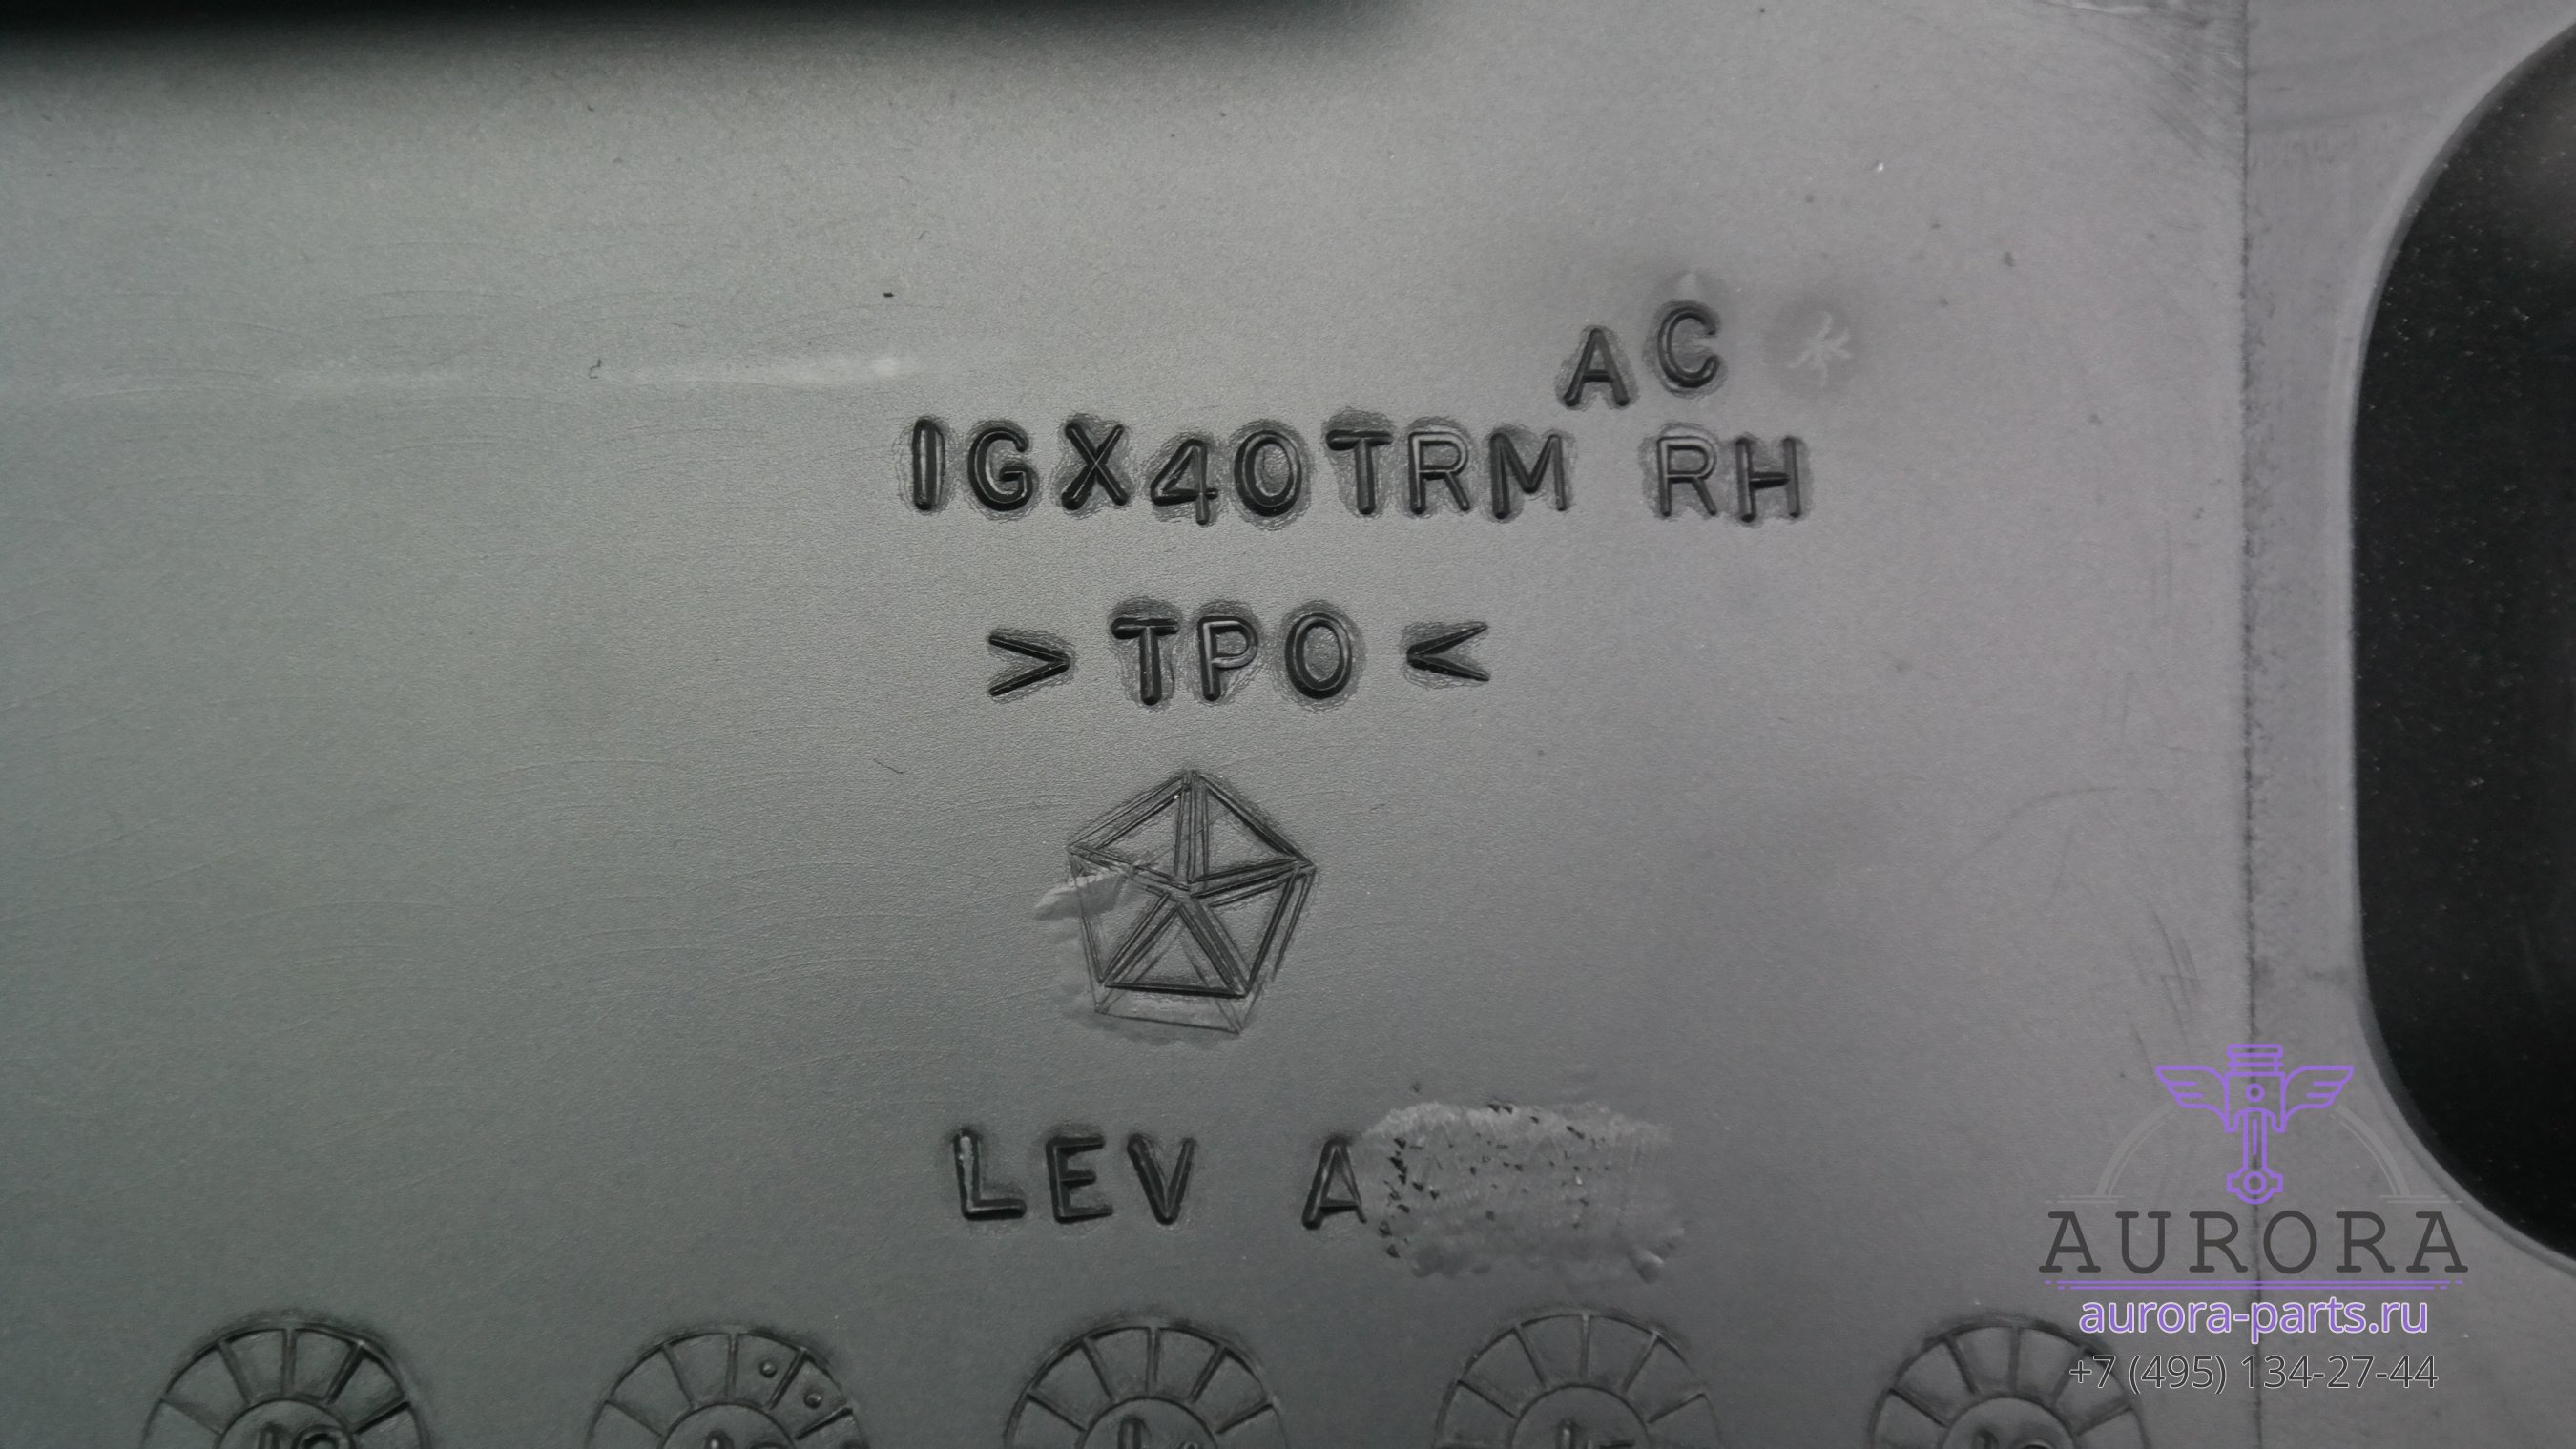 AC
1GX40TRM RH
>TPO<
LEV A
AURORA
aurora-parts.ru
+7 (495) 134-27-44